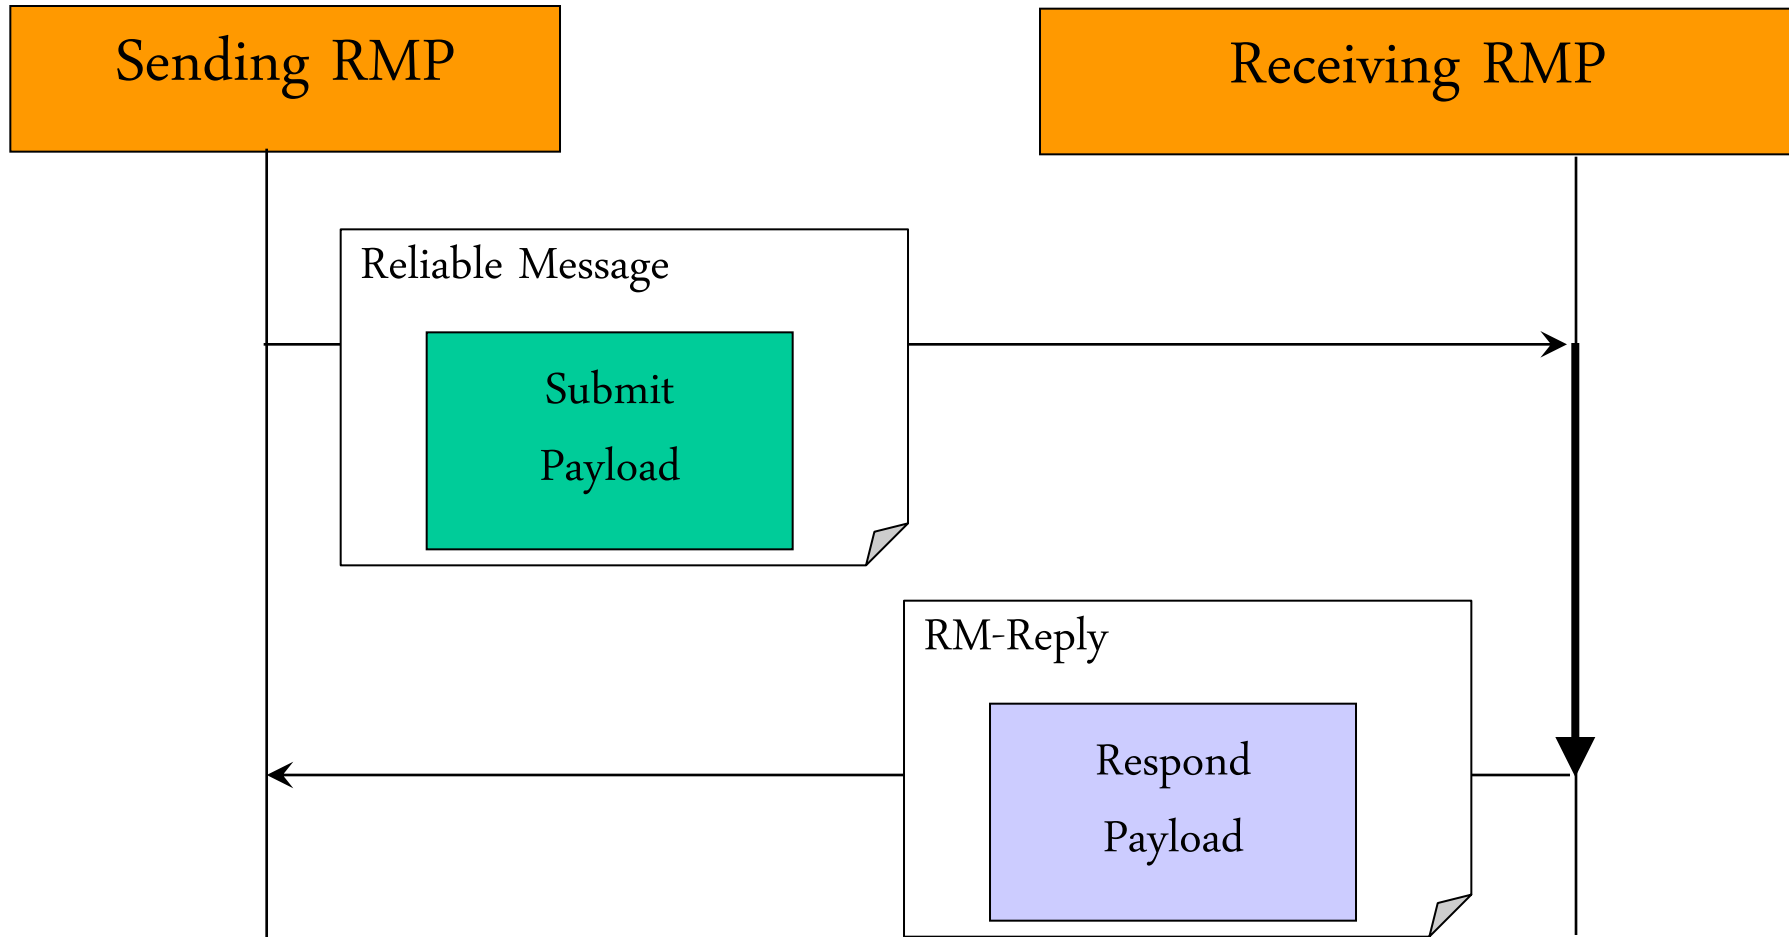 Sending RMP
Receiving RMP
Reliable Message
Submit
Payload
RM-Reply
Respond
Payload